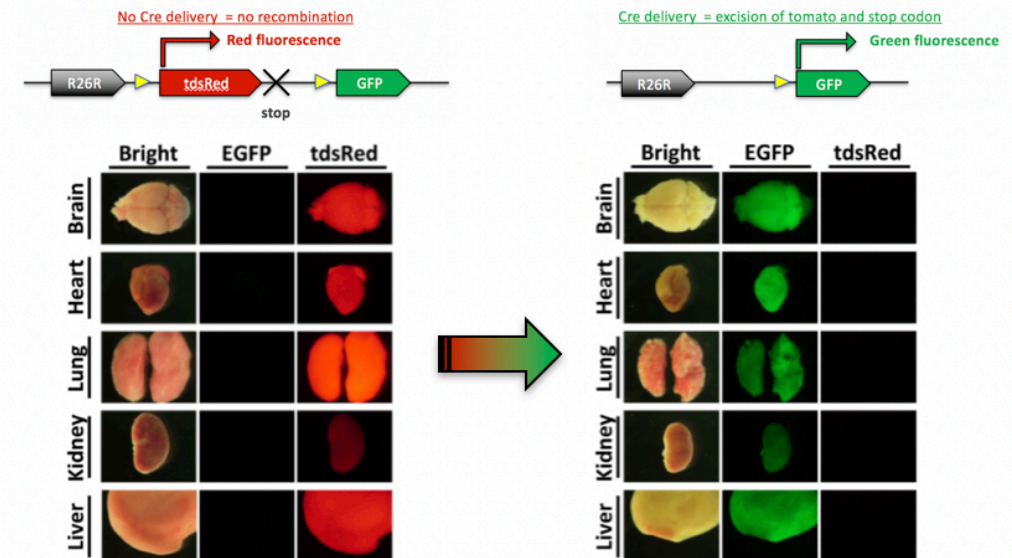 No Cre delivery = no recombination
Red fluorescence
R26R
tdsRed
GFP
stop
Bright EGFP tdsRed
Brain
Heart
Lung
Kidney
Liver
Cre delivery = excision of tomato and stop codon
Green fluorescence
R26R
GFP
Bright EGFP tdsRed
Brain
Heart
Lung
Kidney
Liver